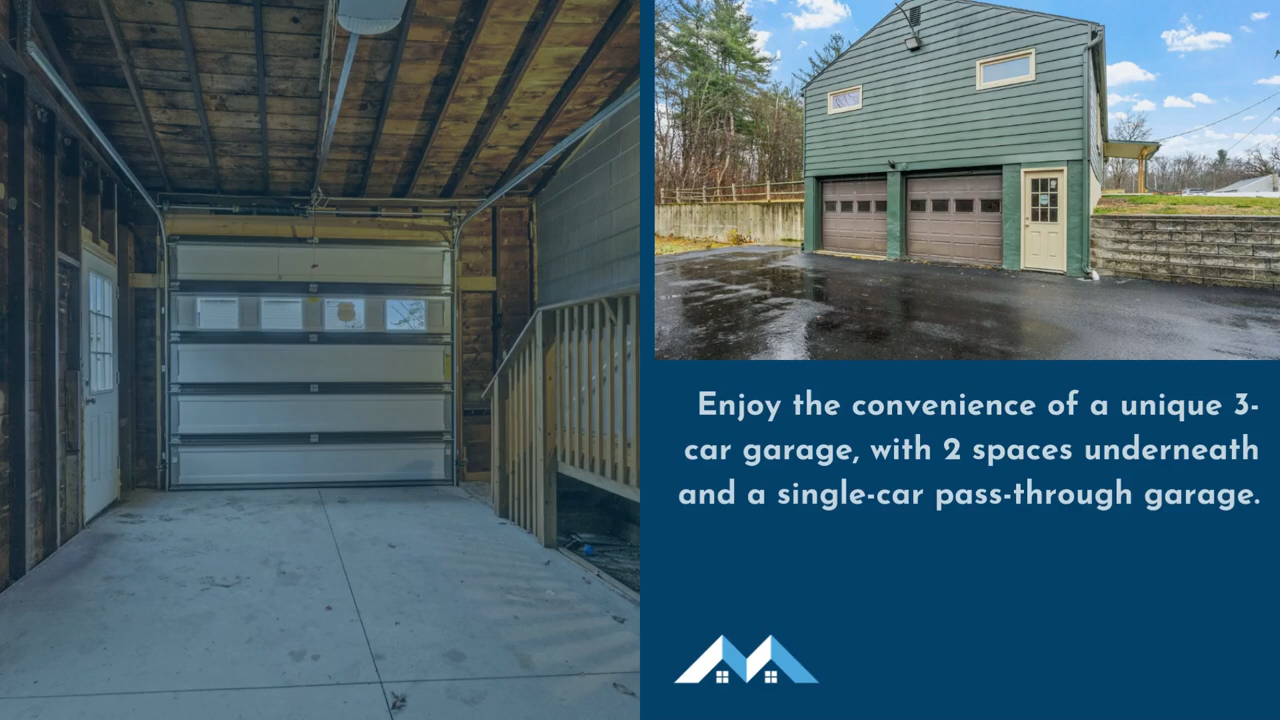 Enjoy the convenience of a unique 3-
car garage, with 2 spaces underneath
and a single-car pass-through garage.